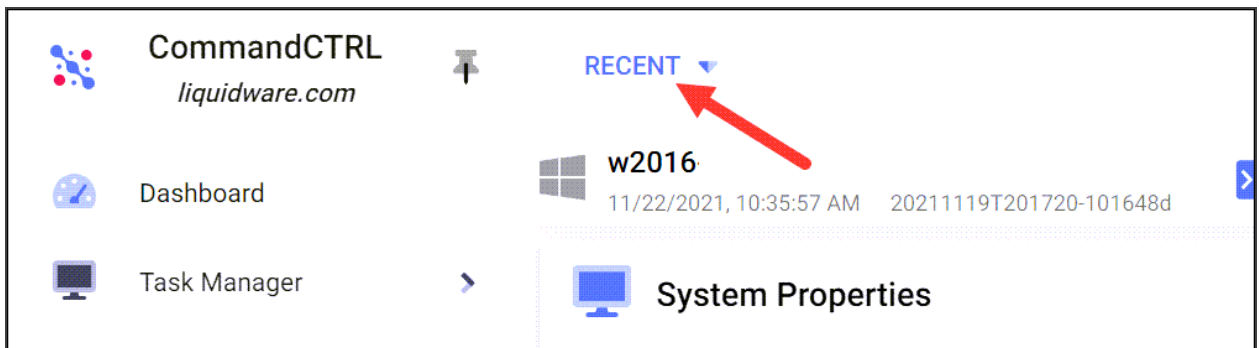 CommandCTRL
liquidware.com
RECENT
w2016
11/22/2021, 10:35:57 AM 20211119T201720-101648d
Dashboard
Task Manager
System Properties